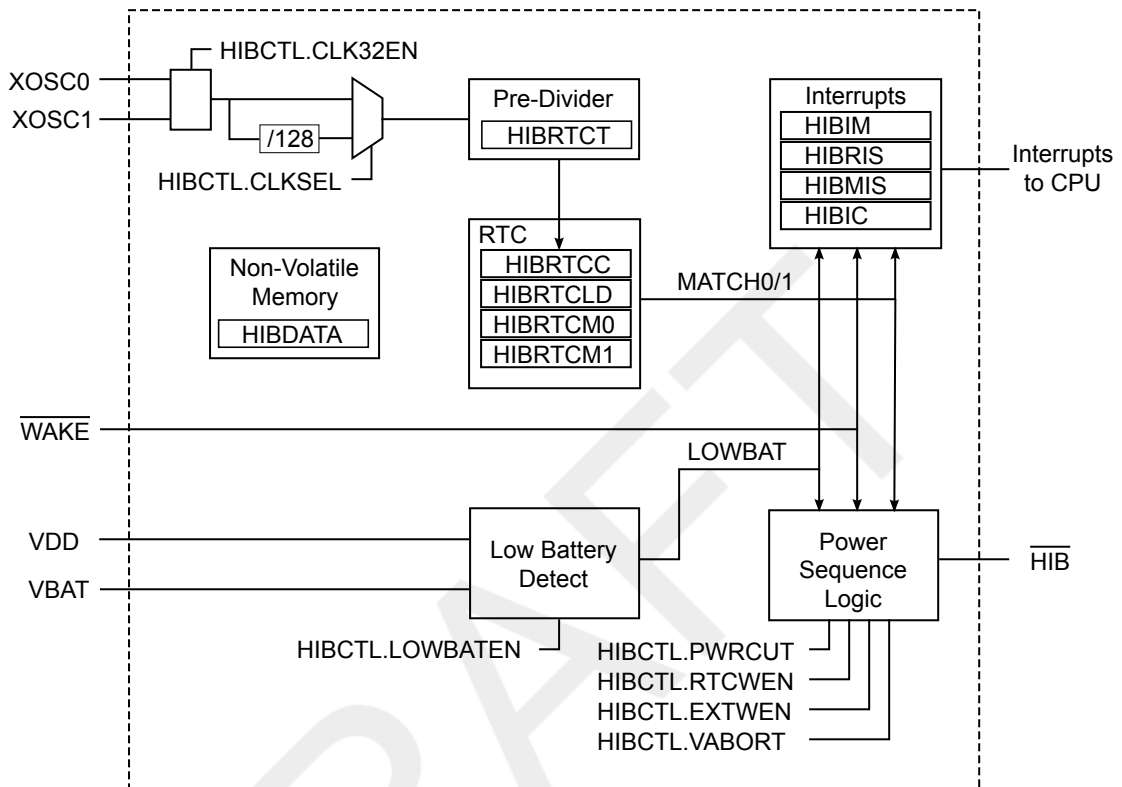 HIBCTL.CLK32EN
XOSC0
XOSC1
/128
HIBCTL.CLKSEL
Pre-Divider
HIBRTCT
Interrupts
HIBIM
HIBRIS
HIBMIS
HIBIC
Interrupts
to CPU
RTC
HIBRTCC
HIBRTCLD
HIBRTCM0
HIBRTCM1
MATCH0/1
Non-Volatile
Memory
HIBDATA
WAKE
LOWBAT
VDD
VBAT
Low Battery
Detect
HIBCTL.LOWBATEN
Power
Sequence
Logic
HIB
HIBCTL.PWRCUT
HIBCTL.RTCWEN
HIBCTL.EXTWEN
HIBCTL.VABORT